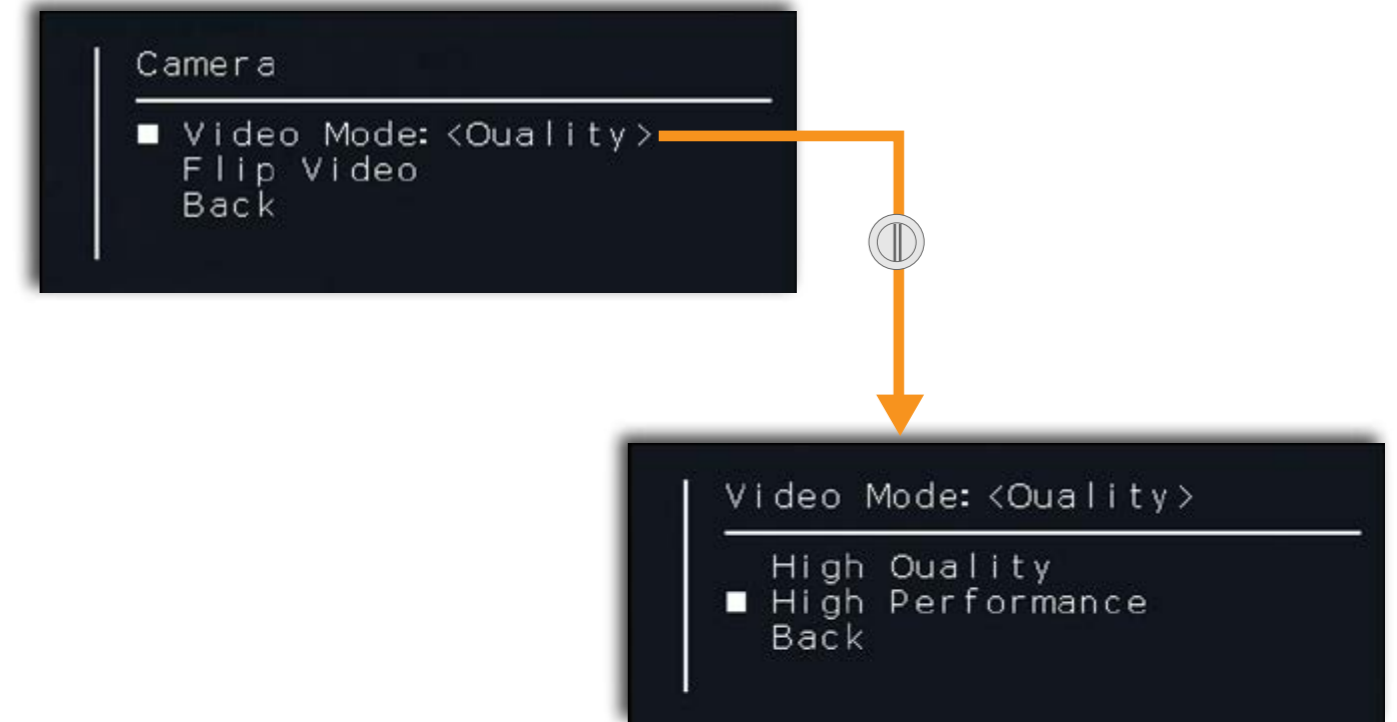 Camera
Video Mode: <Ouality>
Flip Video
Back
Video Mode: <Ouality>
High Ouality
High Performance
Back